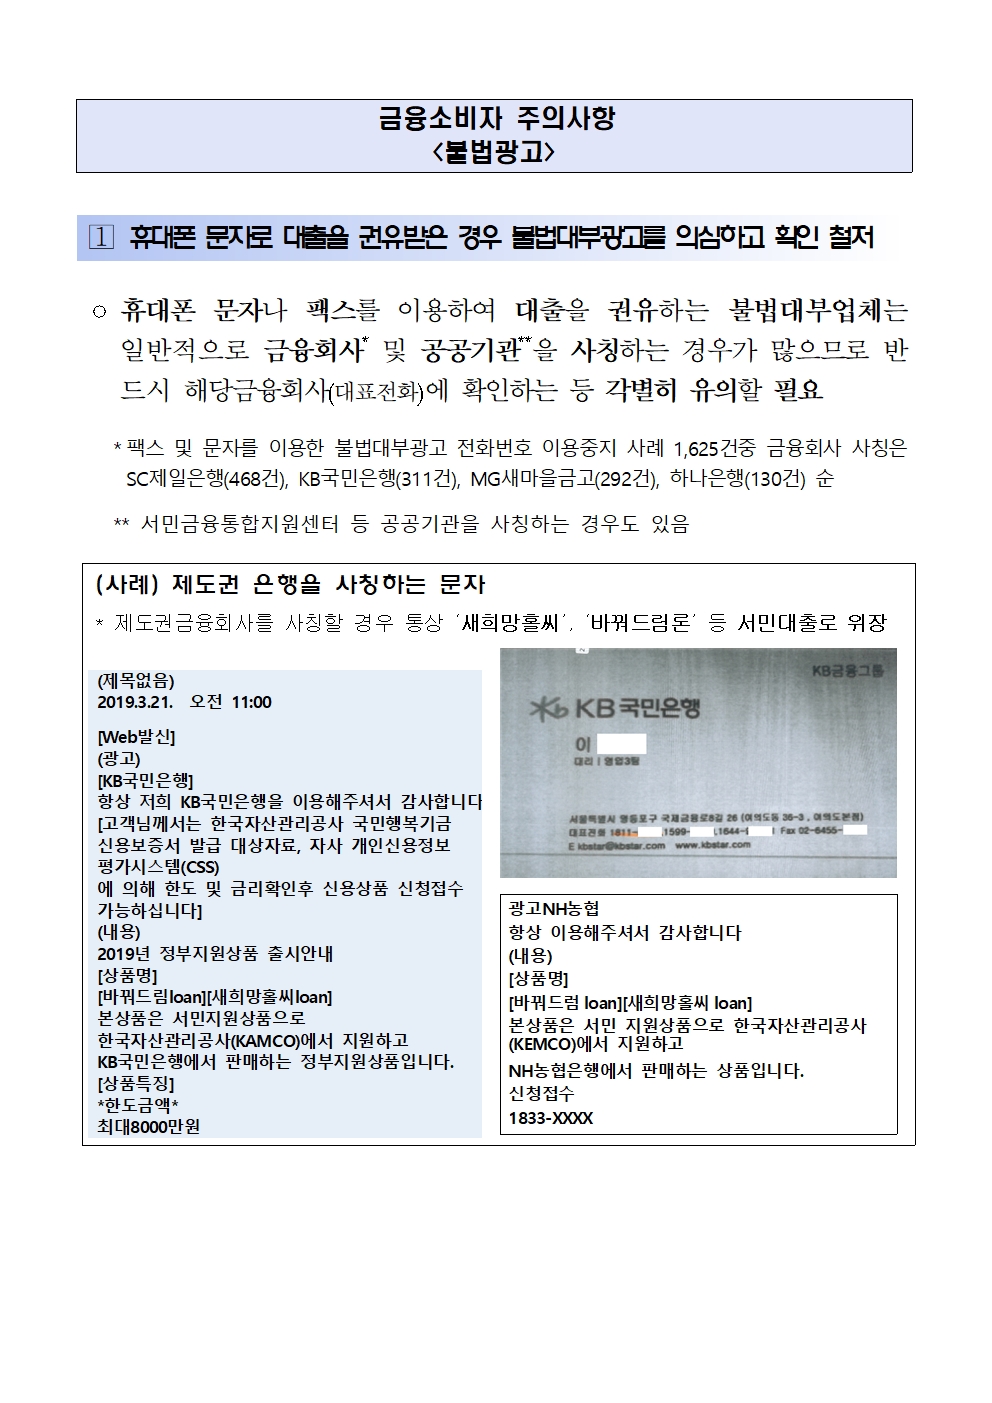 금융소비자 주의사항
<불법광고>
1 휴대폰 문자로 대출을 권유받은 경우 불법대부광고를 의심하고 확인 철저
○ 휴대폰 문자나 팩스를 이용하여 대출을 권유하는 불법대부업체는
일반적으로 금융회사* 및 공공기관**을 사칭하는 경우가 많으므로 반
드시 해당금융회사(대표전화)에 확인하는 등 각별히 유의할 필요
* 팩스 및 문자를 이용한 불법대부광고 전화번호 이용중지 사례 1,625건중 금융회사 사칭은
SC제일은행(468건), KB국민은행(311건), MG새마을금고(292건), 하나은행(130건) 순
** 서민금융통합지원센터 등 공공기관을 사칭하는 경우도 있음
(사례) 제도권 은행을 사칭하는 문자
* 제도권금융회사를 사칭할 경우 통상 ‘새희망홀씨’, ‘바꿔드림론’ 등 서민대출로 위장
(제목없음)
2019.3.21. 오전 11:00
[Web발신]
(광고)
[KB국민은행]
항상 저희 KB국민은행을 이용해주셔서 감사합니다
[고객님께서는 한국자산관리공사 국민행복기금
신용보증서 발급 대상자료, 자사 개인신용정보
평가시스템(CSS)
에 의해 한도 및 금리확인후 신용상품 신청접수
가능하십니다]
(내용)
2019년 정부지원상품 출시안내
[상품명]
[바꿔드림loan][새희망홀씨loan]
본상품은 서민지원상품으로
한국자산관리공사(KAMCO)에서 지원하고
KB국민은행에서 판매하는 정부지원상품입니다.
[상품특징]
*한도금액*
최대8000만원
KB금융그룹
KB국민은행
이
대리 | 영업3팀
서울특별시 영등포구 국제금융로8길 26 (여의도동 36-3 , 여의도본점)
대표전화 1811- ,1599- ,1644- Fax 02-6455-
E kbstar@kbstar.com www.kbstar.com
광고NH농협
항상 이용해주셔서 감사합니다
(내용)
[상품명]
[바꿔드럼 loan][새희망홀씨 loan]
본상품은 서민 지원상품으로 한국자산관리공사
(KEMCO)에서 지원하고
NH농협은행에서 판매하는 상품입니다.
신청접수
1833-XXXX